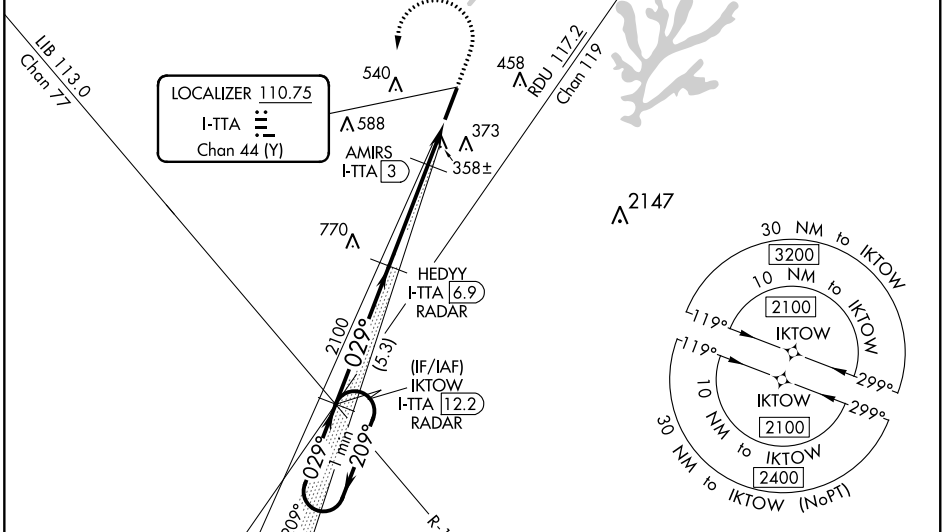 LIB 113.0
Chan 77
LOCALIZER 110.75
I-TTA
Chan 44 (Y)
540
588
458
RDU 117.2
Chan 119
373
358±
AMIRS
I-TTA 3
770
2147
HEDYY
I-TTA 6.9
RADAR
2100
029°
(5.3)
(IF/IAF)
IKTOW
I-TTA 12.2
RADAR
029°
1 min
209°
209°
30 NM to IKTOW
3200
10 NM to IKTOW
2100
IKTOW
119°
299°
119°
299°
IKTOW
2100
10 NM to IKTOW
2400
30 NM to IKTOW (NoPT)